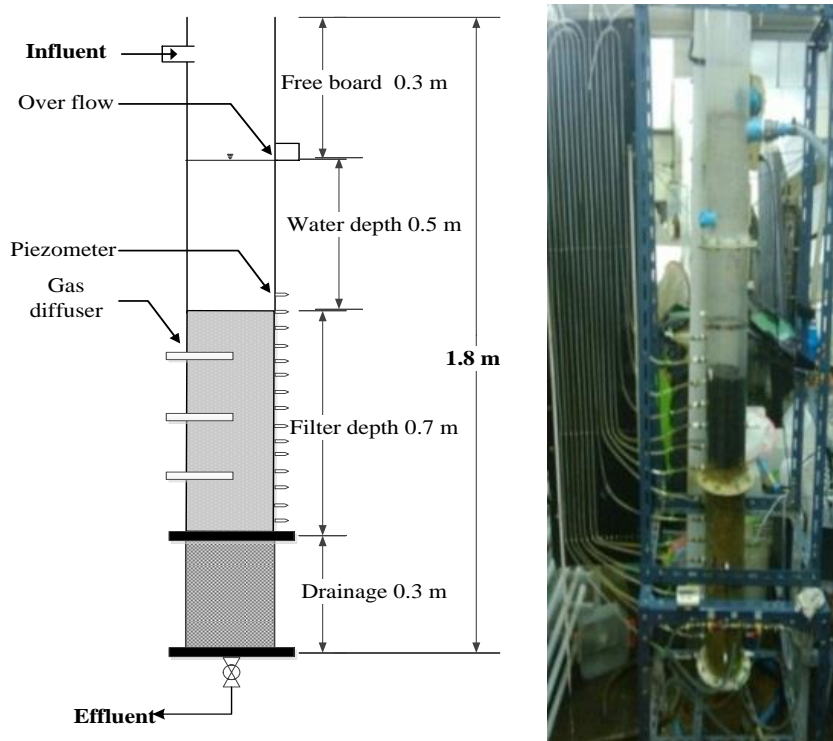 Influent
Free board 0.3 m
Over flow
Water depth 0.5 m
Piezometer
Gas
diffuser
1.8 m
Filter depth 0.7 m
Drainage 0.3 m
Effluent